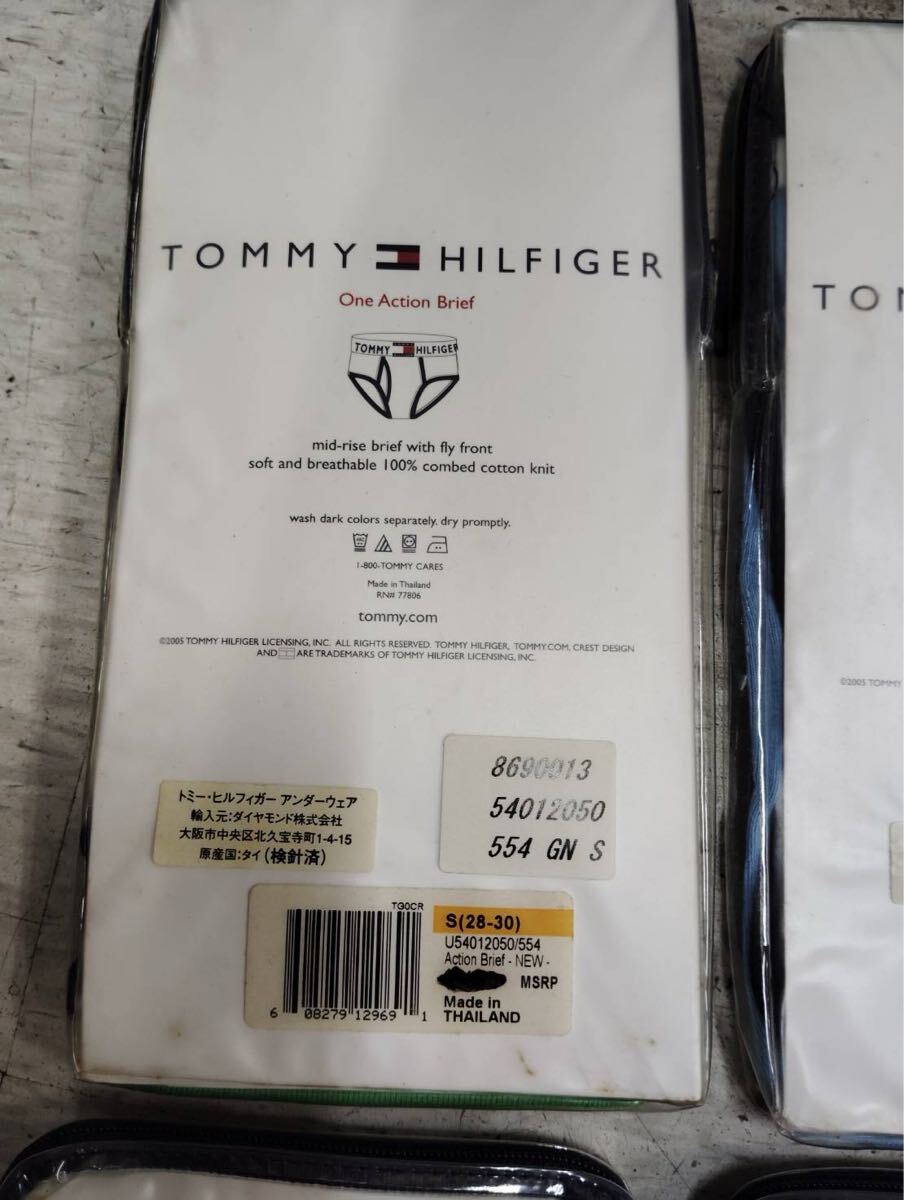 TOMMY HILFIGER
One Action Brief
TOMMY HILFIGER
mid-rise brief with fly front
soft and breathable 100% combed cotton knit
wash dark colors separately. dry promptly.
1-800-TOMMY CARES
Made in Thailand
RN# 77806
tommy.com
©2005 TOMMY HILFIGER LICENSING, INC. ALL RIGHTS RESERVED. TOMMY HILFIGER, TOMMY.COM, CREST DESIGN
AND ARE TRADEMARKS OF TOMMY HILFIGER LICENSING, INC.
8690013
54012050
554 GN S
トミー・ヒルフィガー アンダーウェア
輸入元:ダイヤモンド株式会社
大阪市中央区北久宝寺町1-4-15
原産国:タイ(検針済)
TG0CR
S(28-30)
U54012050/554
Action Brief - NEW -
MSRP
Made in
THAILAND
6 08279 12969 1
TO
©2005 TOMMY